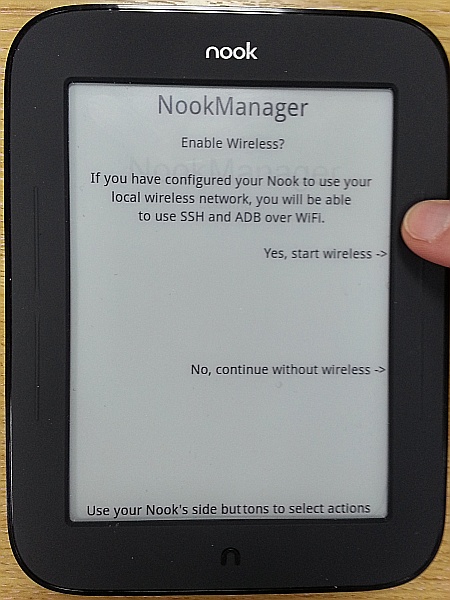 nook
NookManager
Enable Wireless?
If you have configured your Nook to use your
local wireless network, you will be able
to use SSH and ADB over WiFi.
Yes, start wireless ->
No, continue without wireless ->
Use your Nook's side buttons to select actions